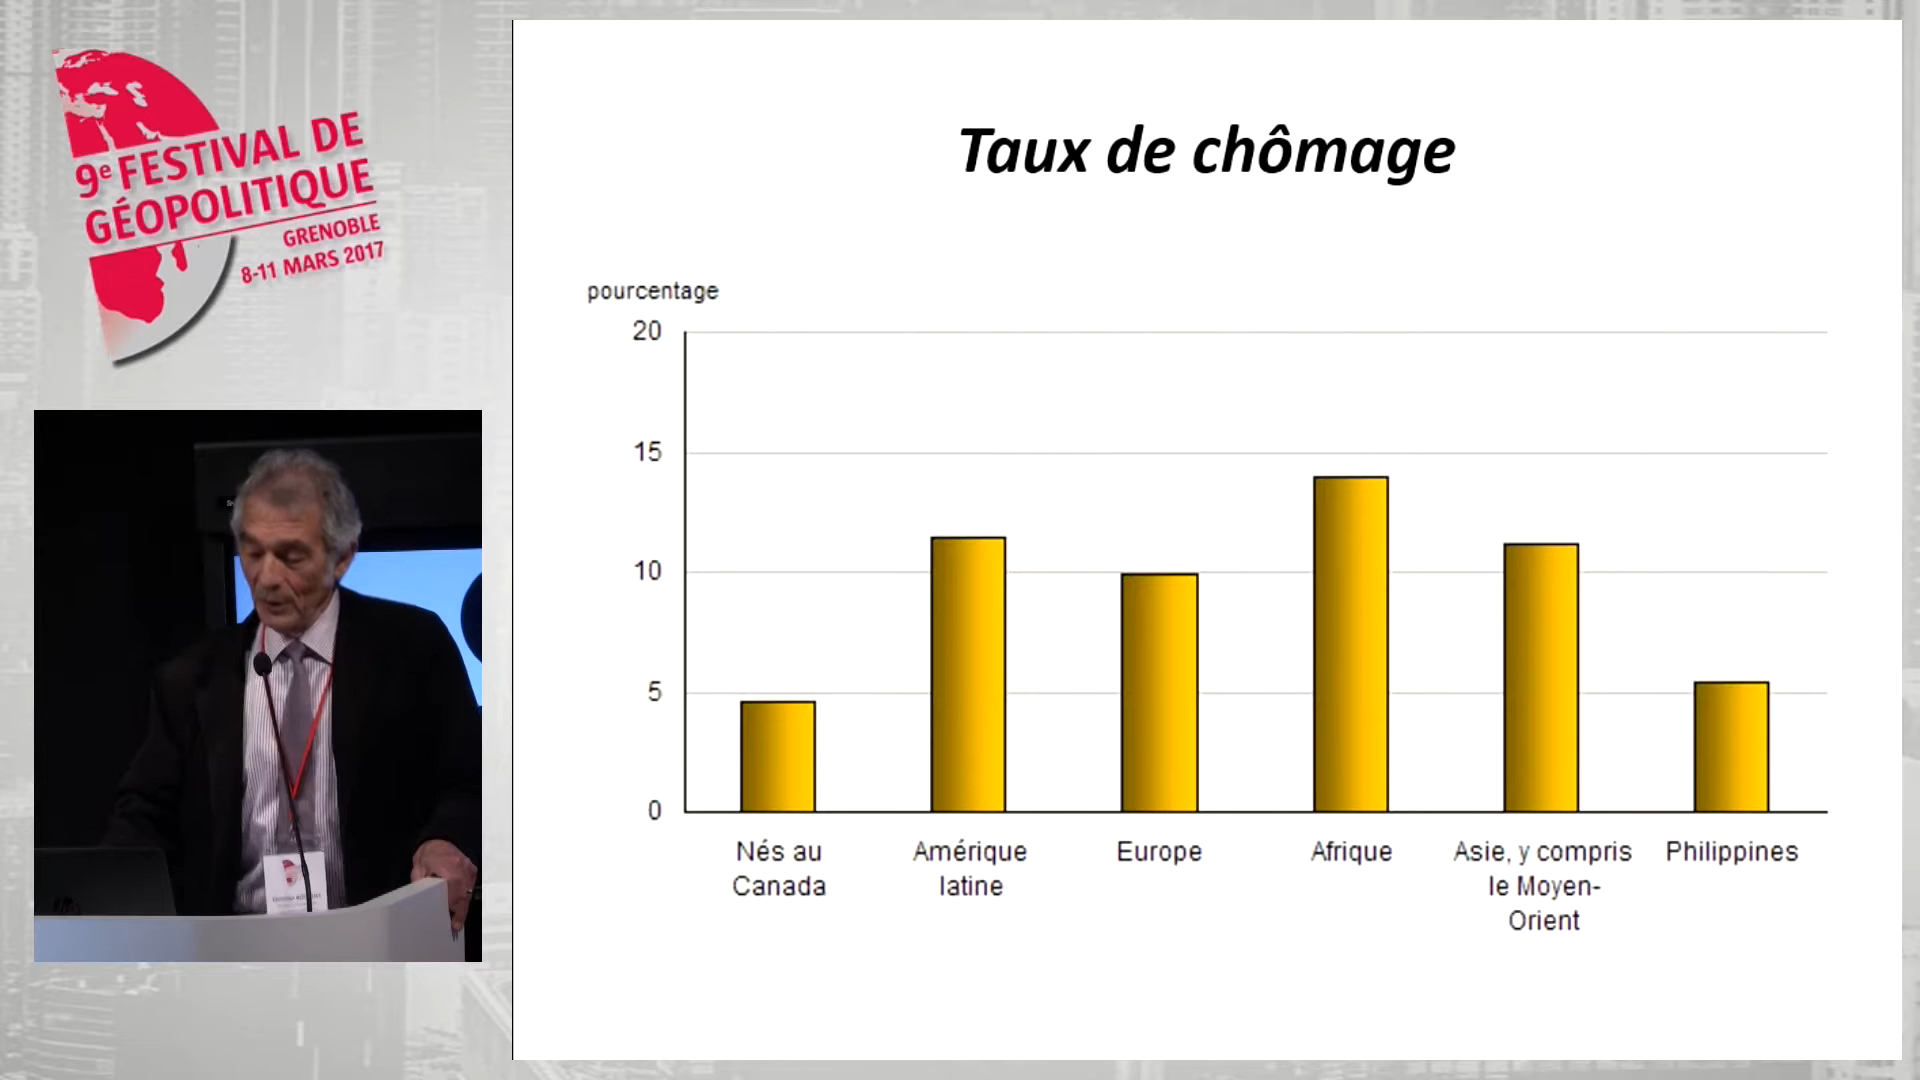 9e FESTIVAL DE
GÉOPOLITIQUE
GRENOBLE
8-11 MARS 2017
Taux de chômage
pourcentage
20
15
10
5
0
Nés au
Canada
Amérique
latine
Europe
Afrique
Asie, y compris
le Moyen-
Orient
Philippines